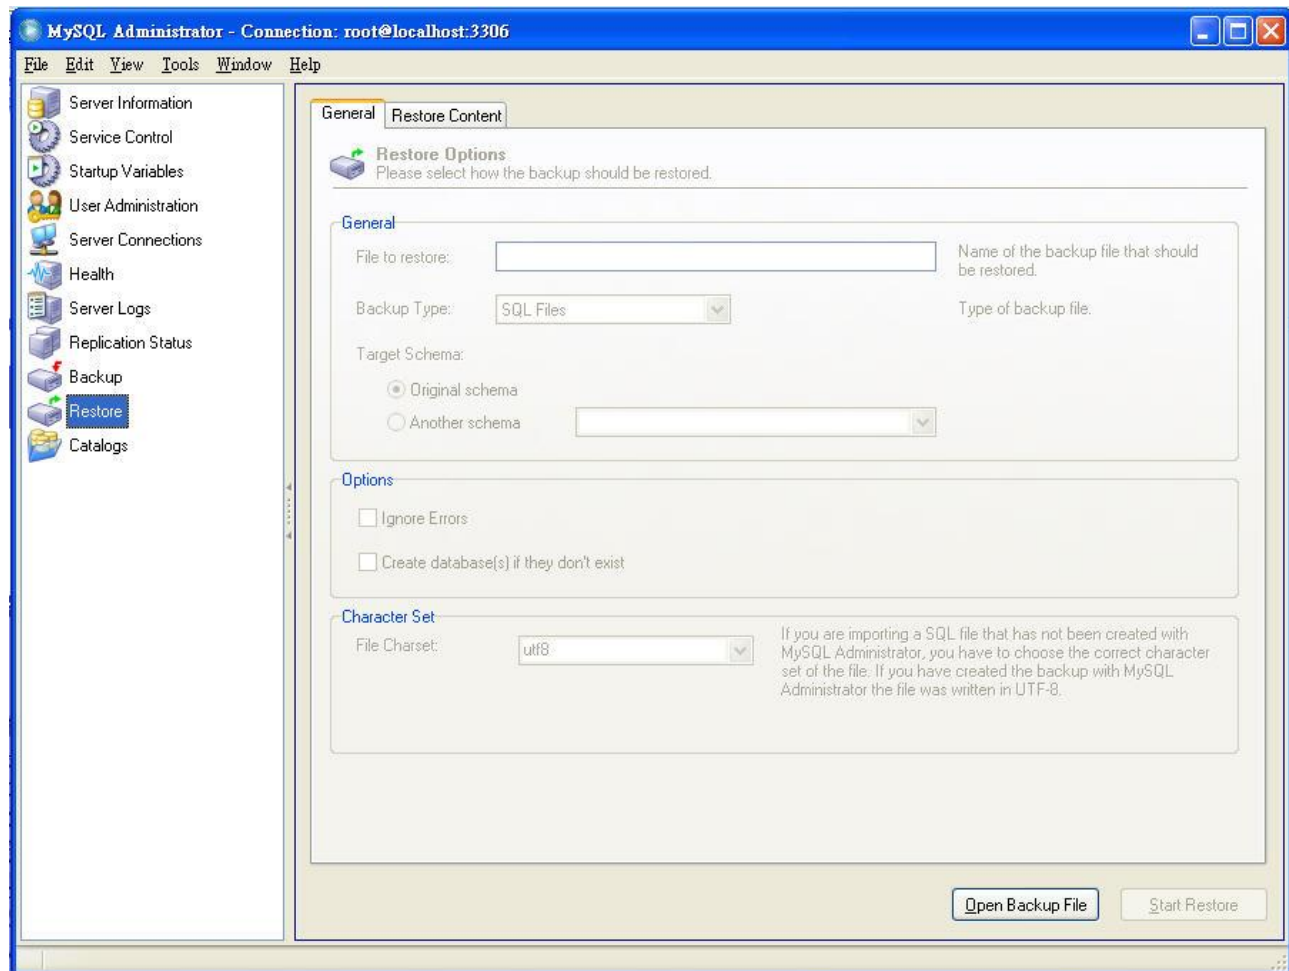 MySQL Administrator - Connection: root@localhost:3306
File Edit View Tools Window Help
Server Information
Service Control
Startup Variables
User Administration
Server Connections
Health
Server Logs
Replication Status
Backup
Restore
Catalogs
General Restore Content
Restore Options
Please select how the backup should be restored.
General
File to restore:
Name of the backup file that should
be restored.
Backup Type: SQL Files
Type of backup file.
Target Schema:
Original schema
Another schema
Options
Ignore Errors
Create database(s) if they don't exist
Character Set
File Charset: utf8
If you are importing a SQL file that has not been created with
MySQL Administrator, you have to choose the correct character
set of the file. If you have created the backup with MySQL
Administrator the file was written in UTF-8.
Open Backup File Start Restore